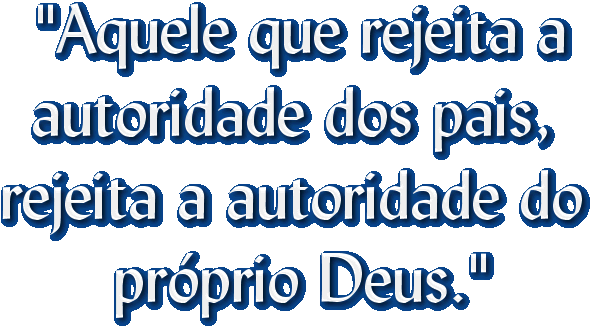 "Aquele que rejeita a
autoridade dos pais,
rejeita a autoridade do
próprio Deus."